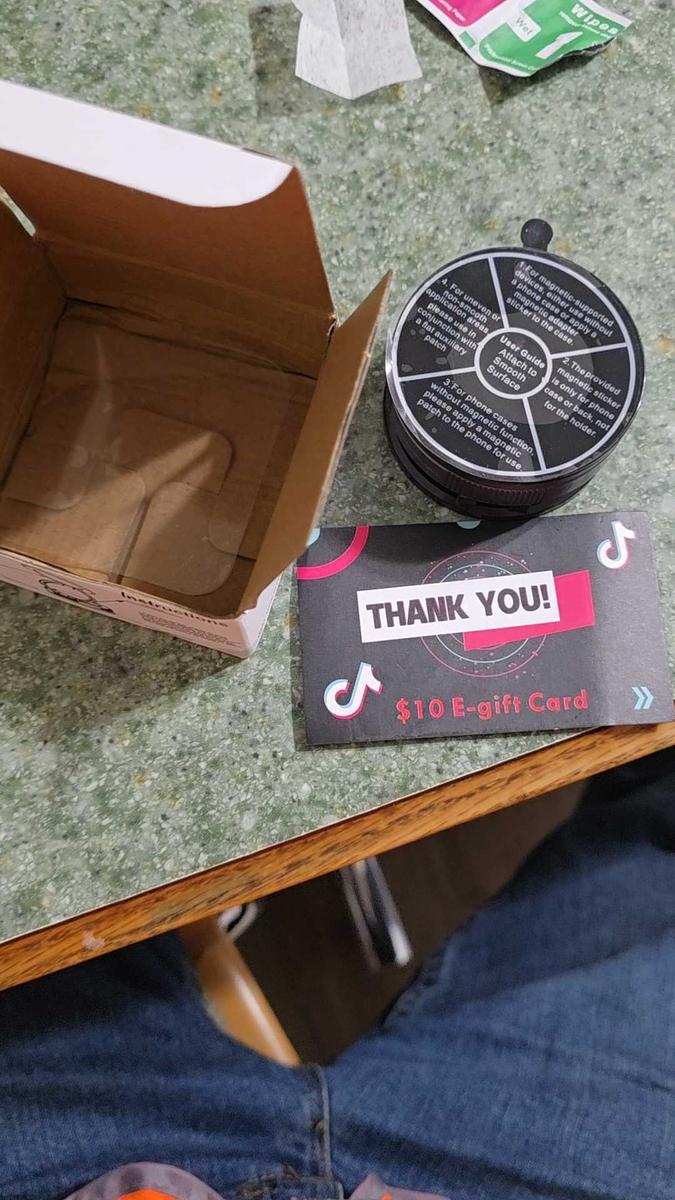 Wipes
Wet
1
User Guide
Attach to
Smooth
Surface
1.For magnetic-supported
devices, either use without
a phone case or apply a
magnetic adapter
sticker to the case.
2.The provided
magnetic sticker
is only for phone
case or back, not
for the holder.
3.For phone cases
without magnetic function,
please apply a magnetic
patch to the phone for use.
4. For uneven or
non-smooth
application areas
please use in
conjunction with
a flat auxiliary
patch
Instructions
THANK YOU!
$10 E-gift Card